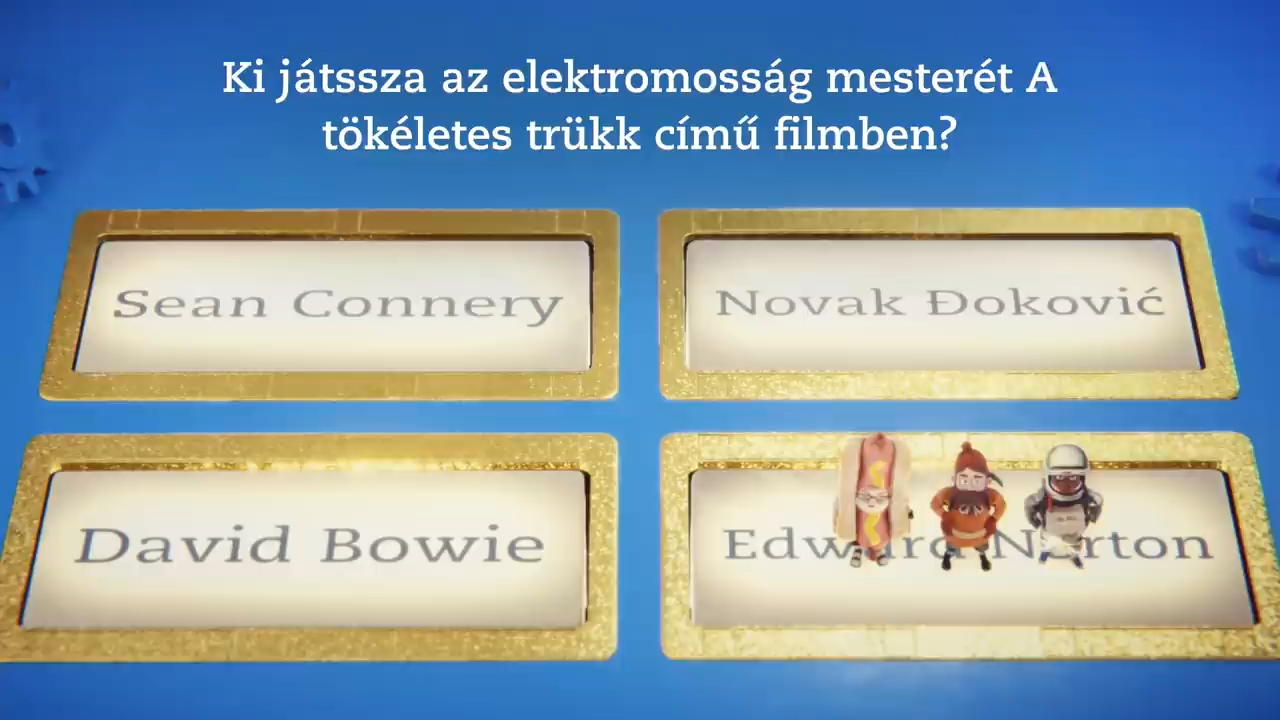 Ki játssza az elektromosság mesterét A
tökéletes trükk című filmben?
Sean Connery
Novak Đoković
David Bowie
Edward Norton